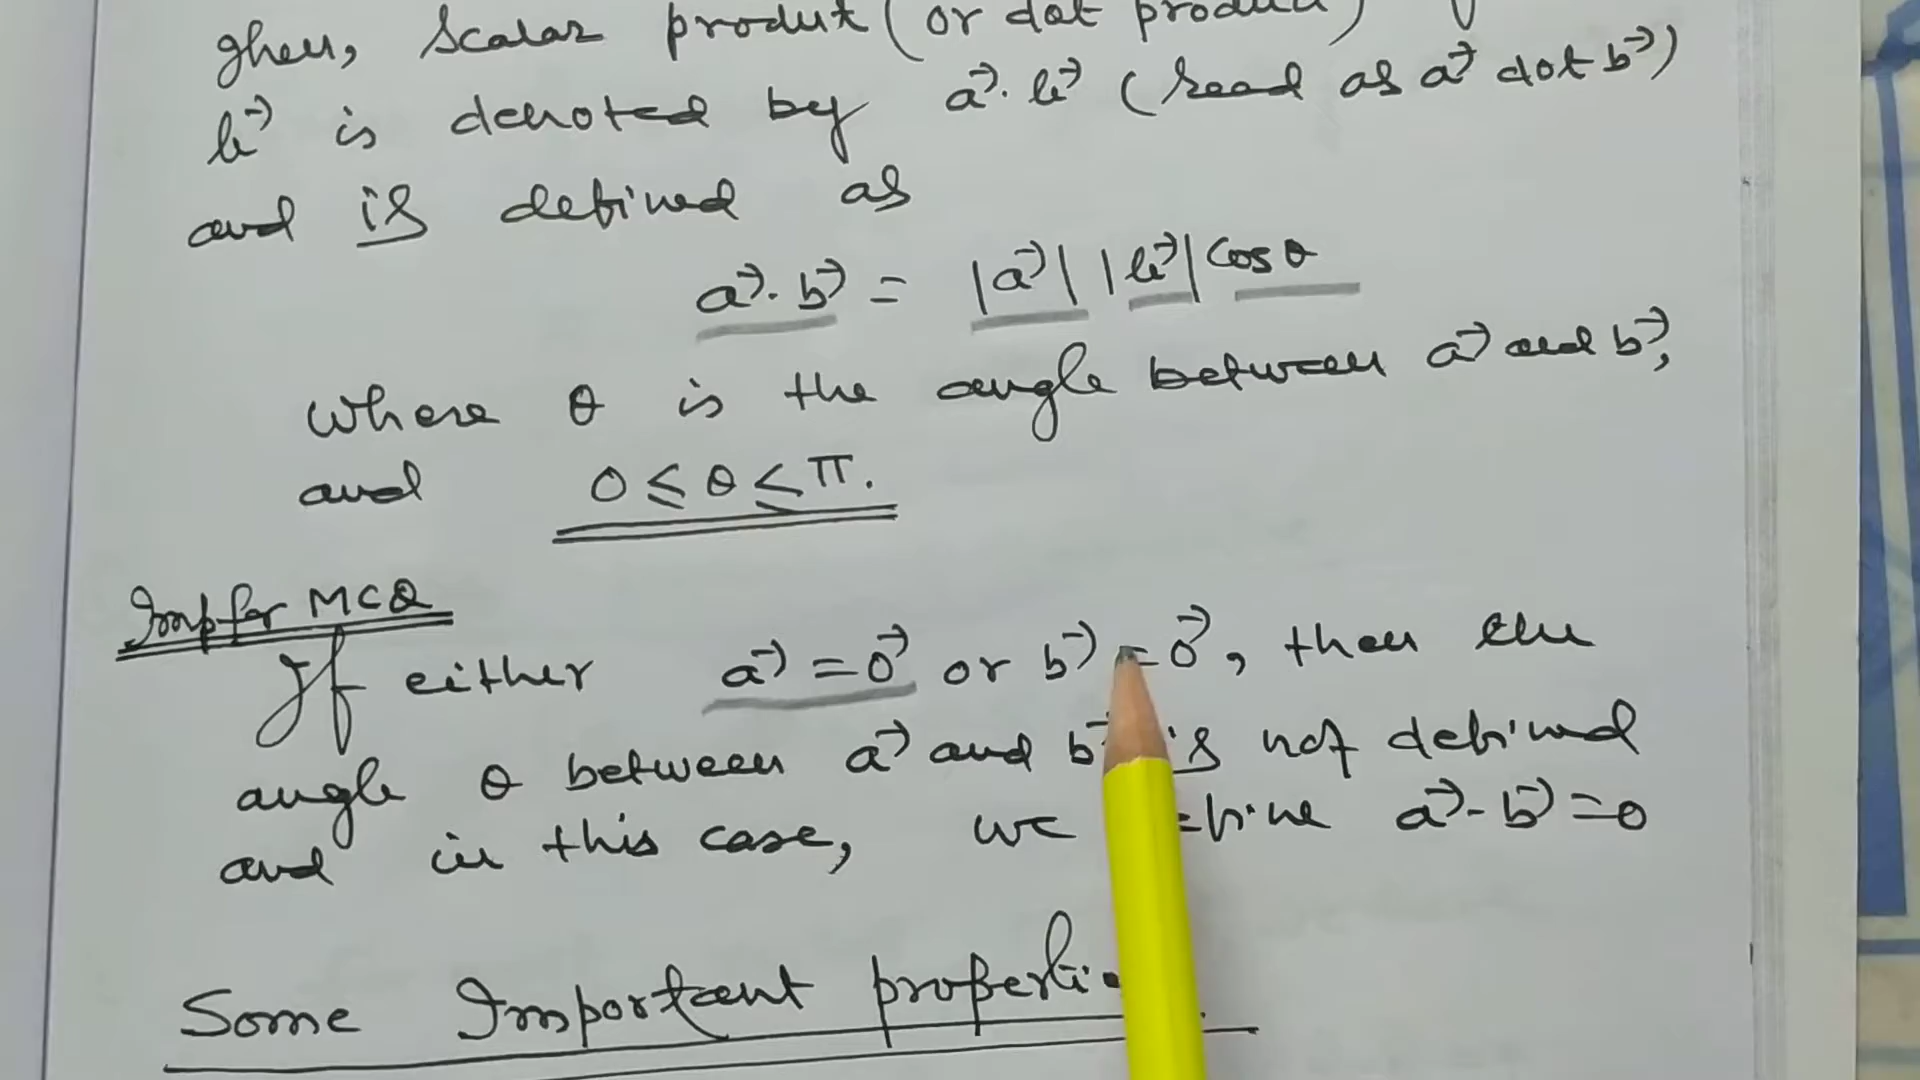 then, Scalar produt (or dot product)
b→ is denoted by a→. b→ (read as a→ dot b→)
and is defined as
a→. b→ = |a→| |b→| cos θ
Where θ is the angle between a→ and b→,
and 0 ≤ θ ≤ π.
Imp for MCQ
If either a→ = 0→ or b→ = 0→, then the
angle θ between a→ and b→ is not defined
and in this case, we a→. b→ = 0
Some Important